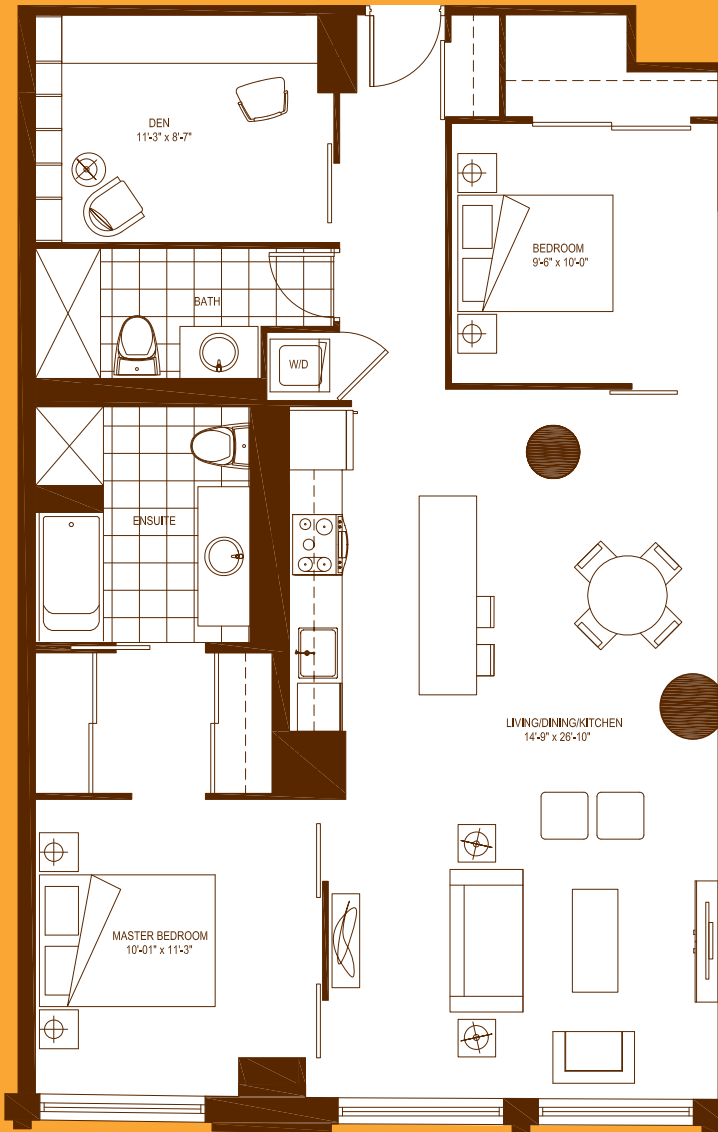 DEN
11'-3" x 8'-7"
BEDROOM
9'-6" x 10'-0"
BATH
W/D
ENSUITE
LIVING/DINING/KITCHEN
14'-9" x 26'-10"
MASTER BEDROOM
10'-01" x 11'-3"